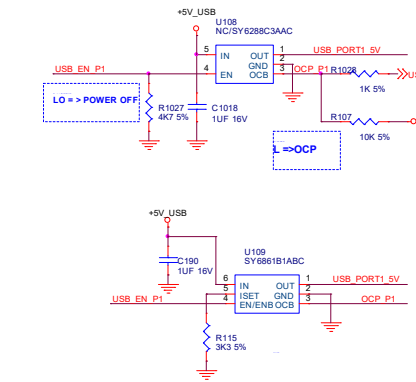 +5V_USB
U108
NC/SY6288C3AAC
5 IN OUT 1 USB_PORT1_5V
GND 2
USB_EN_P1 4 EN OCB 3 OCP_P1 R1028
1K 5%
LO = > POWER OFF
R1027
4K7 5%
C1018
1UF 16V
R107
10K 5%
L =>OCP
+5V_USB
C190
1UF 16V
U109
SY6861B1ABC
6 IN OUT 1 USB_PORT1_5V
5 ISET GND 2
USB_EN_P1 4 EN/ENB OCB 3 OCP_P1
R115
3K3 5%